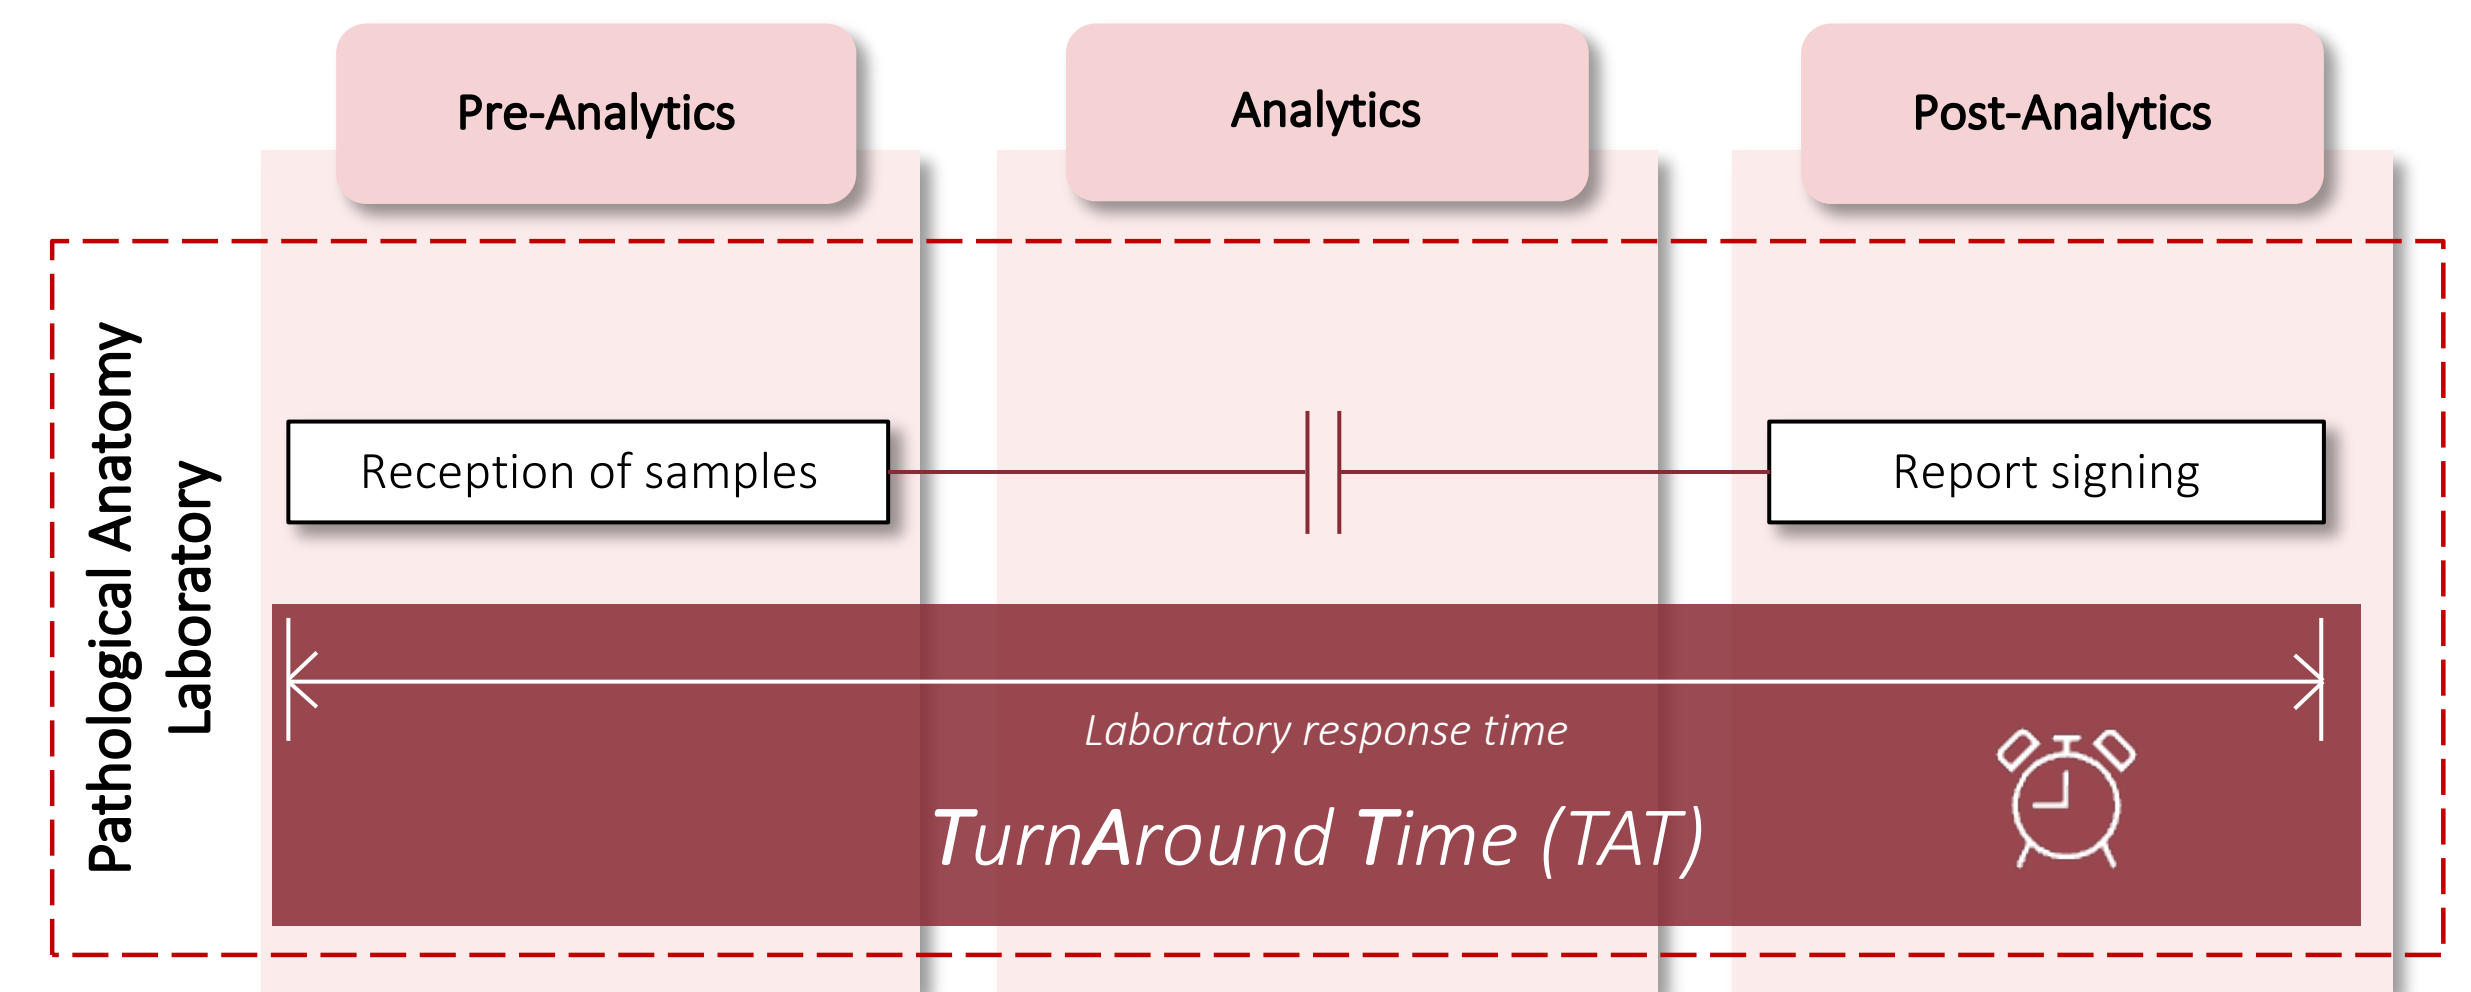 Pre-Analytics
Analytics
Post-Analytics
Pathological Anatomy
Laboratory
Reception of samples
Report signing
Laboratory response time
TurnAround Time (TAT)